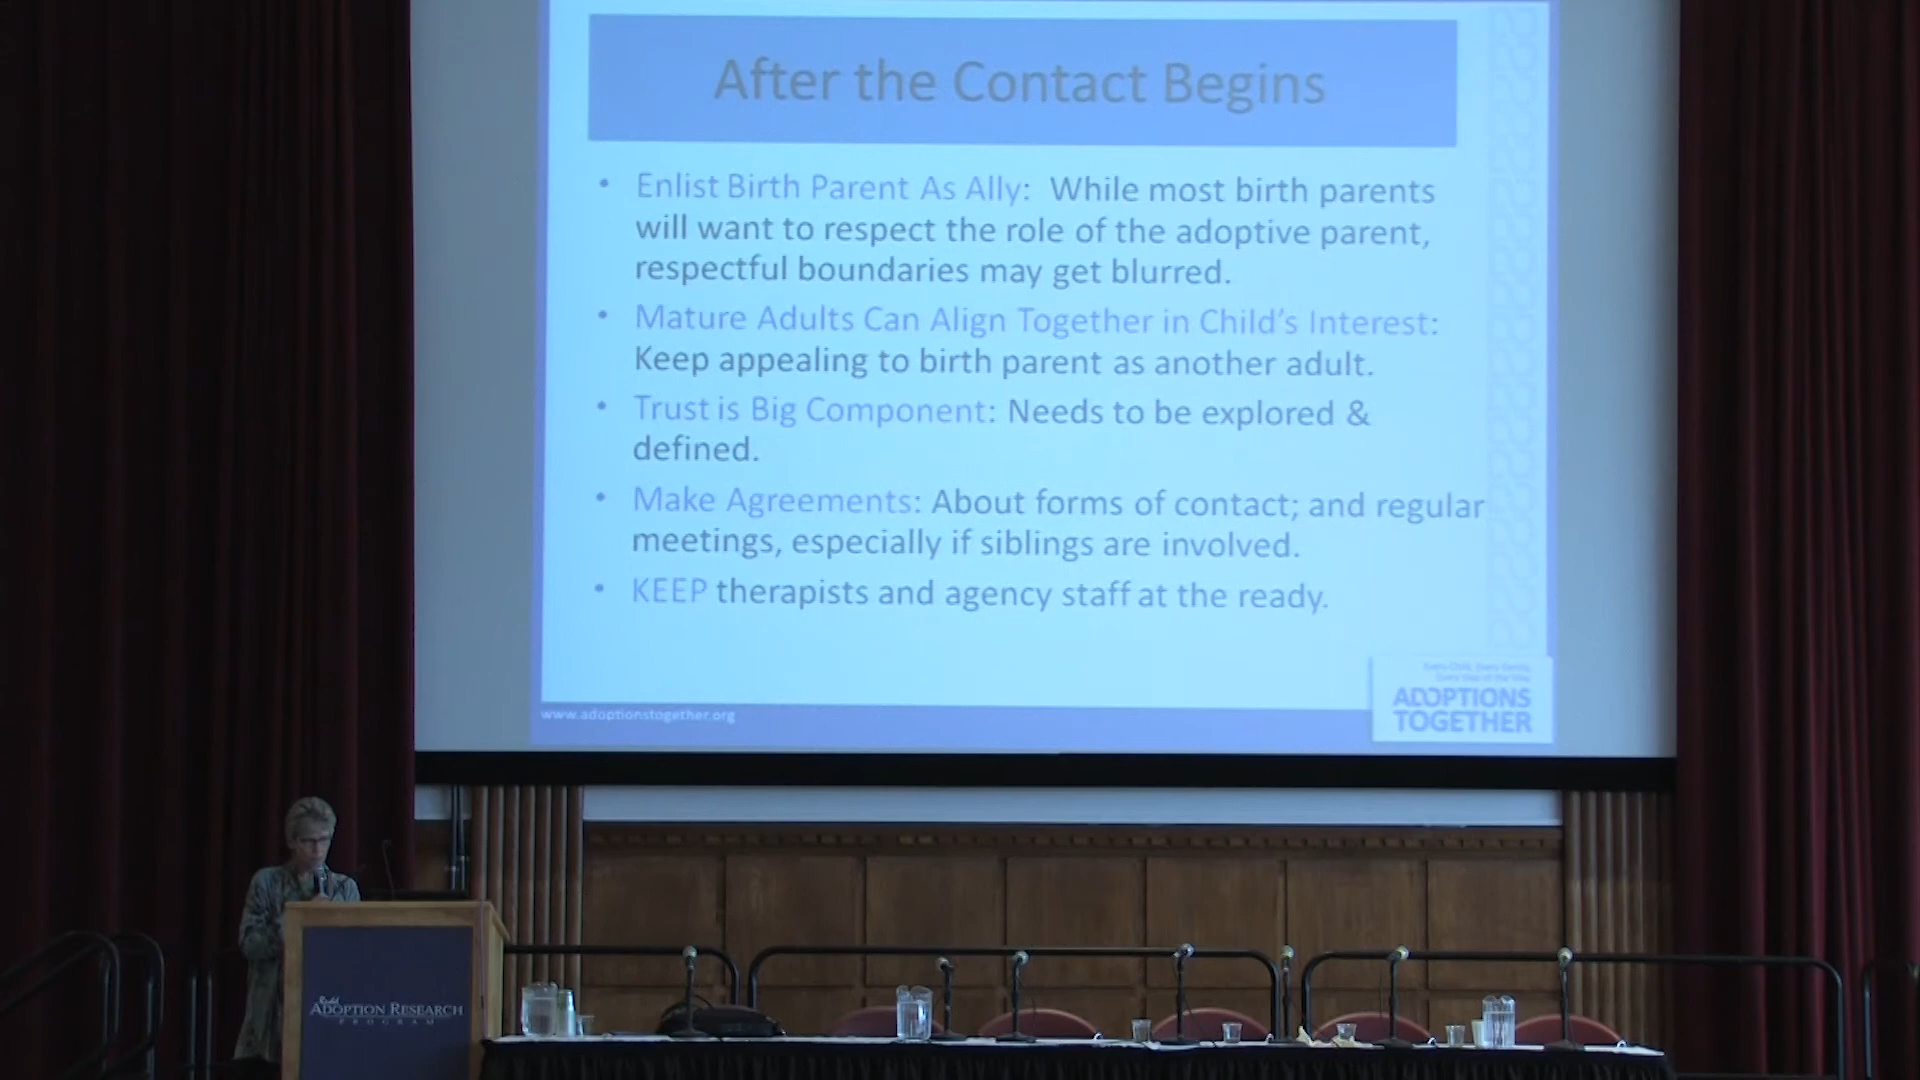 After the Contact Begins
• Enlist Birth Parent As Ally: While most birth parents
will want to respect the role of the adoptive parent,
respectful boundaries may get blurred.
• Mature Adults Can Align Together in Child's Interest:
Keep appealing to birth parent as another adult.
• Trust is Big Component: Needs to be explored &
defined.
• Make Agreements: About forms of contact; and regular
meetings, especially if siblings are involved.
• KEEP therapists and agency staff at the ready.
www.adoptionstogether.org
ADOPTIONS
TOGETHER
Rudd
ADOPTION RESEARCH
PROGRAM